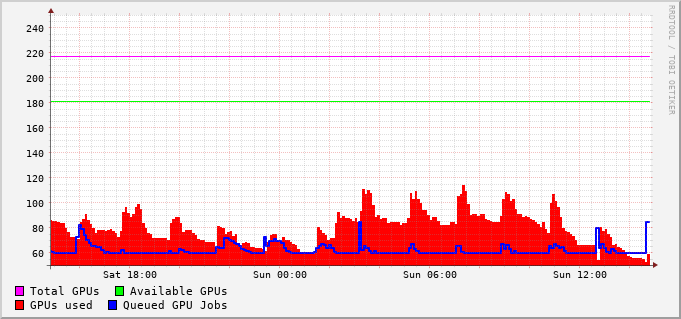 RRDTOOL / TOBI OETIKER
240
220
200
180
160
140
120
100
80
60
Sat 18:00 Sun 00:00 Sun 06:00 Sun 12:00
Total GPUs Available GPUs
GPUs used Queued GPU Jobs